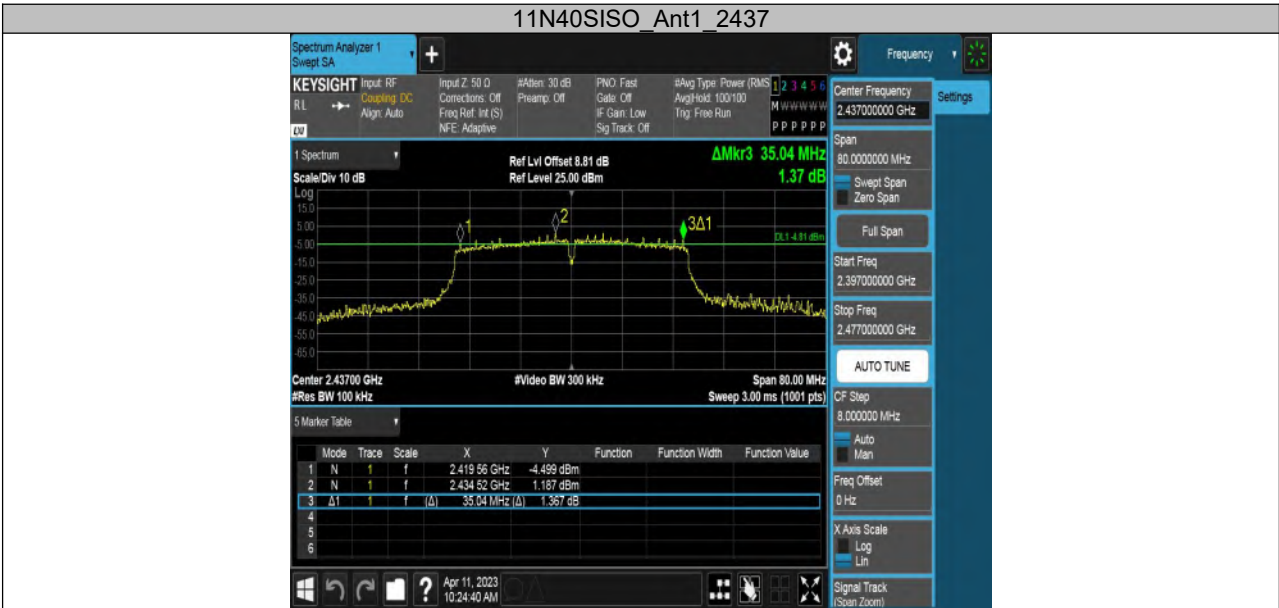 11N40SISO_Ant1_2437
Spectrum Analyzer 1
Swept SA
+
Frequency
KEYSIGHT
RL
Input: RF
Coupling: DC
Align: Auto
Input Z: 50 Ω
Corrections: Off
Freq Ref: Int (S)
NFE: Adaptive
#Atten: 30 dB
Preamp: Off
PNO: Fast
Gate: Off
IF Gain: Low
Sig Track: Off
#Avg Type: Power (RMS
Avg|Hold: 100/100
Trig: Free Run
1 2 3 4 5 6
M W W W W W
P P P P P P
1 Spectrum
Scale/Div 10 dB
Ref Lvl Offset 8.81 dB
Ref Level 25.00 dBm
ΔMkr3 35.04 MHz
1.37 dB
Log
15.0
5.00
-5.00
-15.0
-25.0
-35.0
-45.0
-55.0
-65.0
1
2
3Δ1
DL1 -4.81 dBm
Center 2.43700 GHz
#Res BW 100 kHz
#Video BW 300 kHz
Span 80.00 MHz
Sweep 3.00 ms (1001 pts)
5 Marker Table
Mode Trace Scale X Y Function Function Width Function Value
1 N 1 f 2.419 56 GHz -4.499 dBm
2 N 1 f 2.434 52 GHz 1.187 dBm
3 Δ1 1 f (Δ) 35.04 MHz (Δ) 1.367 dB
4
5
6
?
Apr 11, 2023
10:24:40 AM
Settings
Center Frequency
2.437000000 GHz
Span
80.0000000 MHz
Swept Span
Zero Span
Full Span
Start Freq
2.397000000 GHz
Stop Freq
2.477000000 GHz
AUTO TUNE
CF Step
8.000000 MHz
Auto
Man
Freq Offset
0 Hz
X Axis Scale
Log
Lin
Signal Track
(Span Zoom)